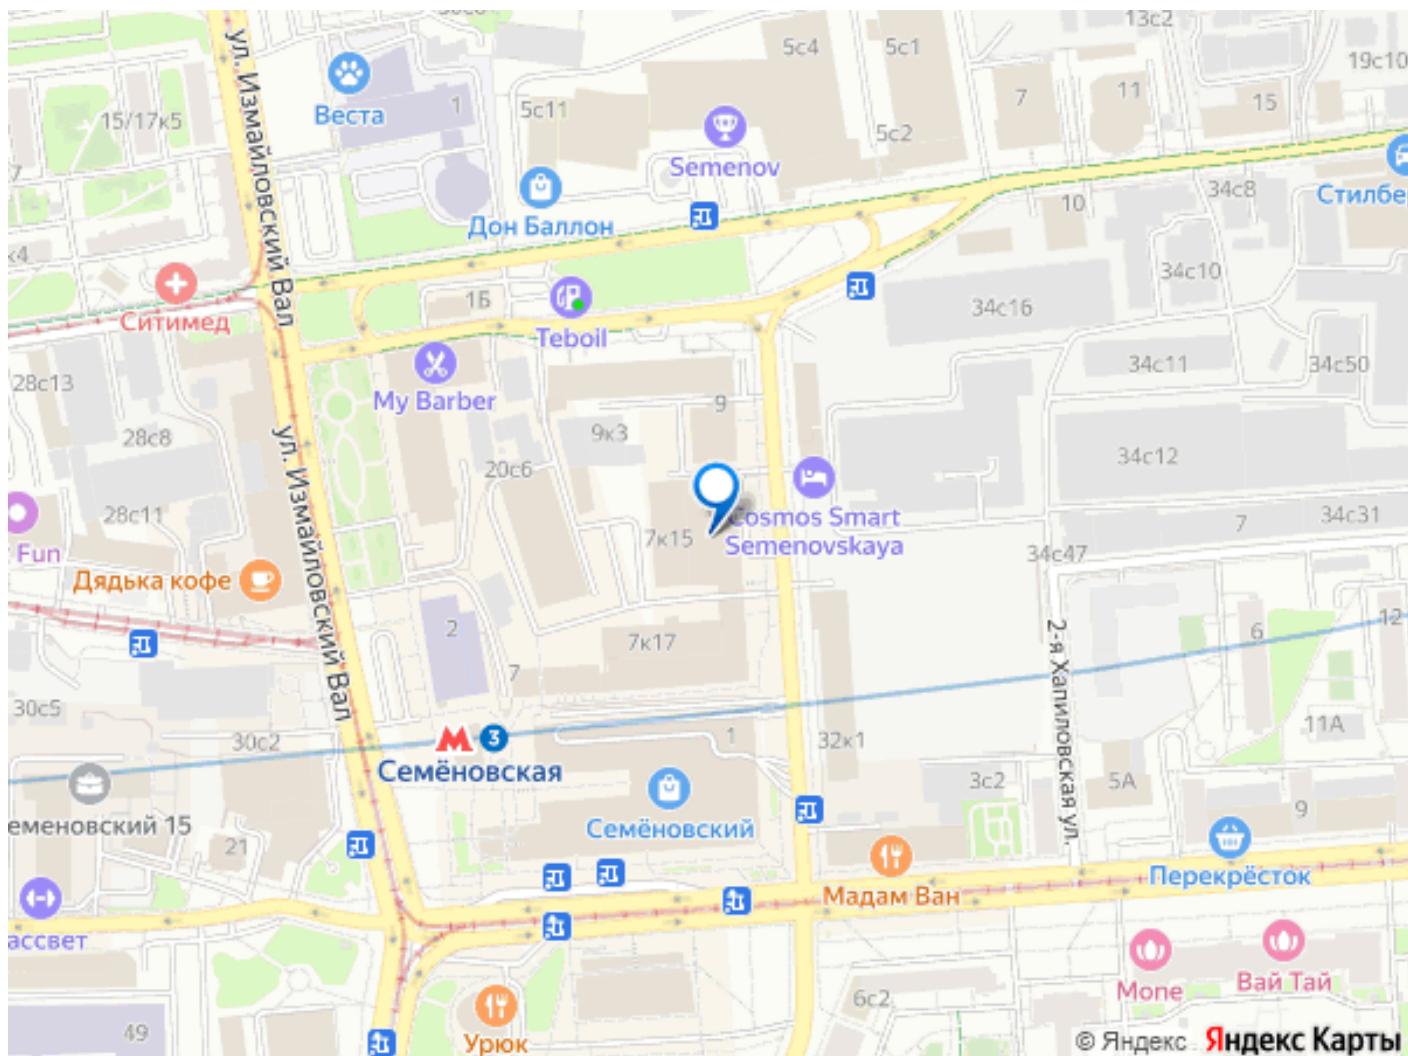 13с2
5с4
5с1
19с10
Веста
1
15/17к5
5с11
7
11
15
5с2
Semenov
ул. Измайловский Вал
34с8
Стилбе
Дон Баллон
10
к4
34с10
1Б
34с16
Ситимед
Teboil
28с13
34с11
34с50
My Barber
9
9к3
28с8
20с6
34с12
28с11
Cosmos Smart
Semenovskaya
7
34с31
7к15
Fun
34с47
Дядька кофе
ул. Измайловский Вал
2
7к17
6
12
7
2-я Хапиловская ул.
30с5
30с2
1
32к1
11А
3
Семёновская
3с2
5А
еменовский 15
Семёновский
9
21
Перекрёсток
Мадам Ван
ассвет
Моne
Вай Тай
6с2
49
Урюк
© Яндекс Яндекс Карты